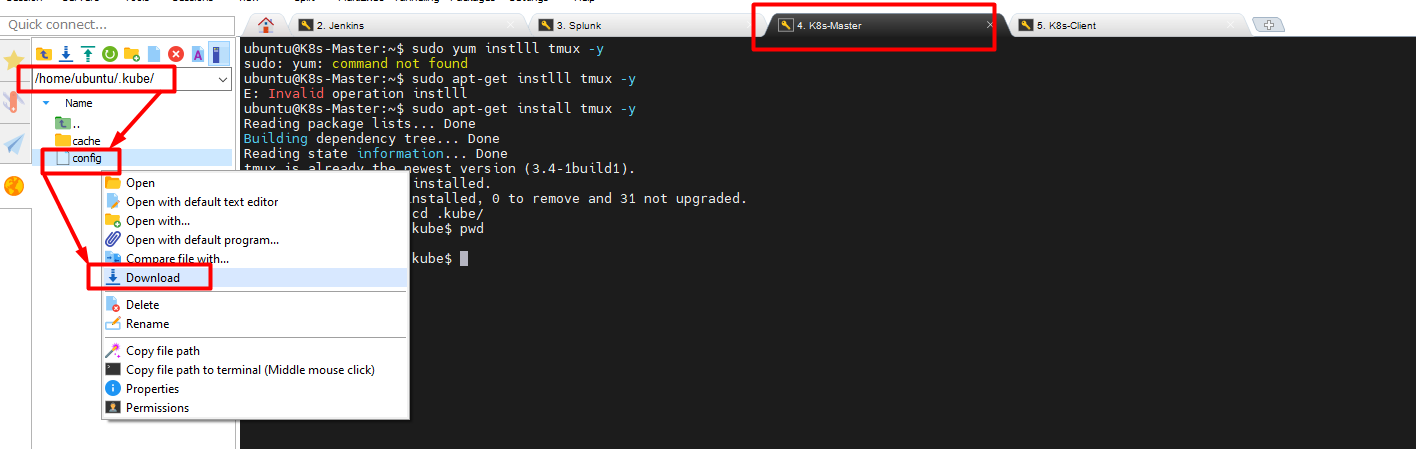 Quick connect...
2. Jenkins
3. Splunk
4. K8s-Master
5. K8s-Client
/home/ubuntu/.kube/
Name
..
cache
config
Open
Open with default text editor
Open with...
Open with default program...
Compare file with...
Download
Delete
Rename
Copy file path
Copy file path to terminal (Middle mouse click)
Properties
Permissions
ubuntu@K8s-Master:~$ sudo yum instlll tmux -y
sudo: yum: command not found
ubuntu@K8s-Master:~$ sudo apt-get instlll tmux -y
E: Invalid operation instlll
ubuntu@K8s-Master:~$ sudo apt-get install tmux -y
Reading package lists... Done
Building dependency tree... Done
Reading state information... Done
tmux is already the newest version (3.4-1build1).
installed.
nstalled, 0 to remove and 31 not upgraded.
cd .kube/
kube$ pwd
kube$